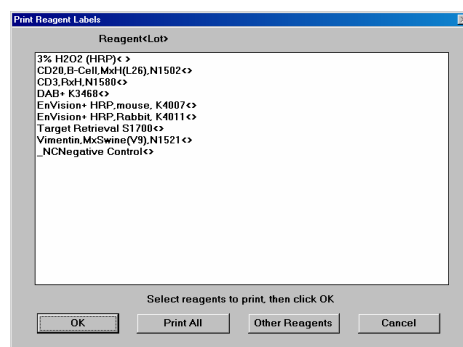 Print Reagent Labels
Reagent<Lot>
3% H2O2 (HRP)< >
CD20,B-Cell,MxH(L26),N1502<>
CD3,RxH,N1580<>
DAB+ K3468<>
EnVision+ HRP,mouse, K4007<>
EnVision+ HRP,Rabbit, K4011<>
Target Retrieval S1700<>
Vimentin,MxSwine(V9),N1521<>
_NCNegative Control<>
Select reagents to print, then click OK
OK Print All Other Reagents Cancel